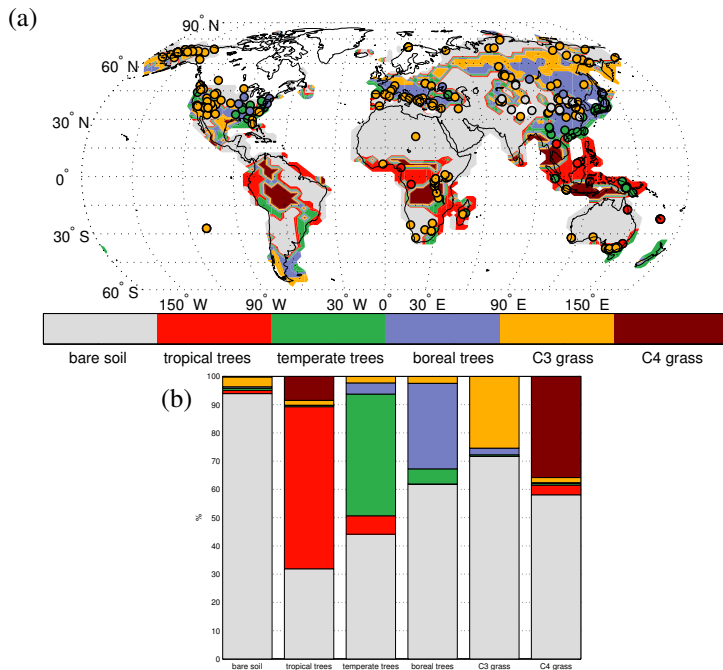 (a)
90° N
60° N
30° N
0°
30° S
60° S
150° W 90° W 30° W 0° 30° E 90° E 150° E
bare soil tropical trees temperate trees boreal trees C3 grass C4 grass
(b)
100
90
80
70
60
50
%
40
30
20
10
0
bare soil tropical trees temperate trees boreal trees C3 grass C4 grass